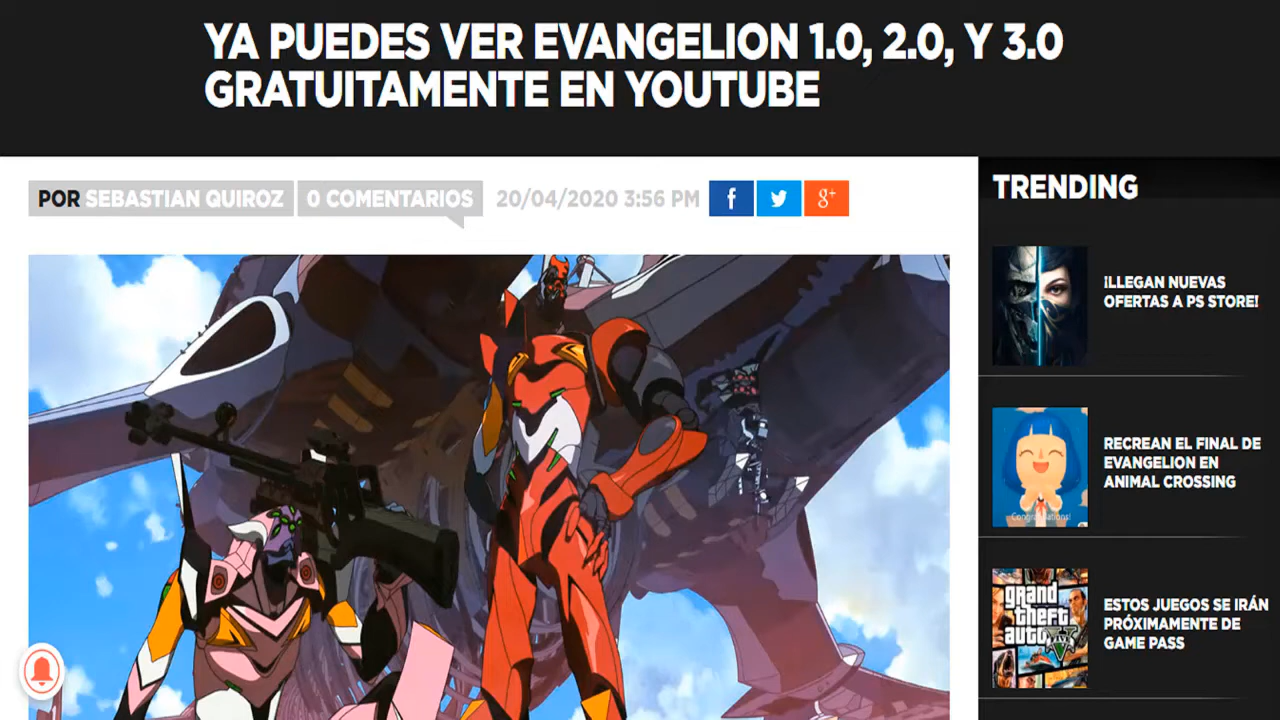 YA PUEDES VER EVANGELION 1.0, 2.0, Y 3.0
GRATUITAMENTE EN YOUTUBE
POR SEBASTIAN QUIROZ
0 COMENTARIOS
20/04/2020 3:56 PM
f
g+
TRENDING
¡LLEGAN NUEVAS
OFERTAS A PS STORE!
RECREAN EL FINAL DE
EVANGELION EN
ANIMAL CROSSING
Congratulations!
grand
theft
auto V
ESTOS JUEGOS SE IRÁN
PRÓXIMAMENTE DE
GAME PASS